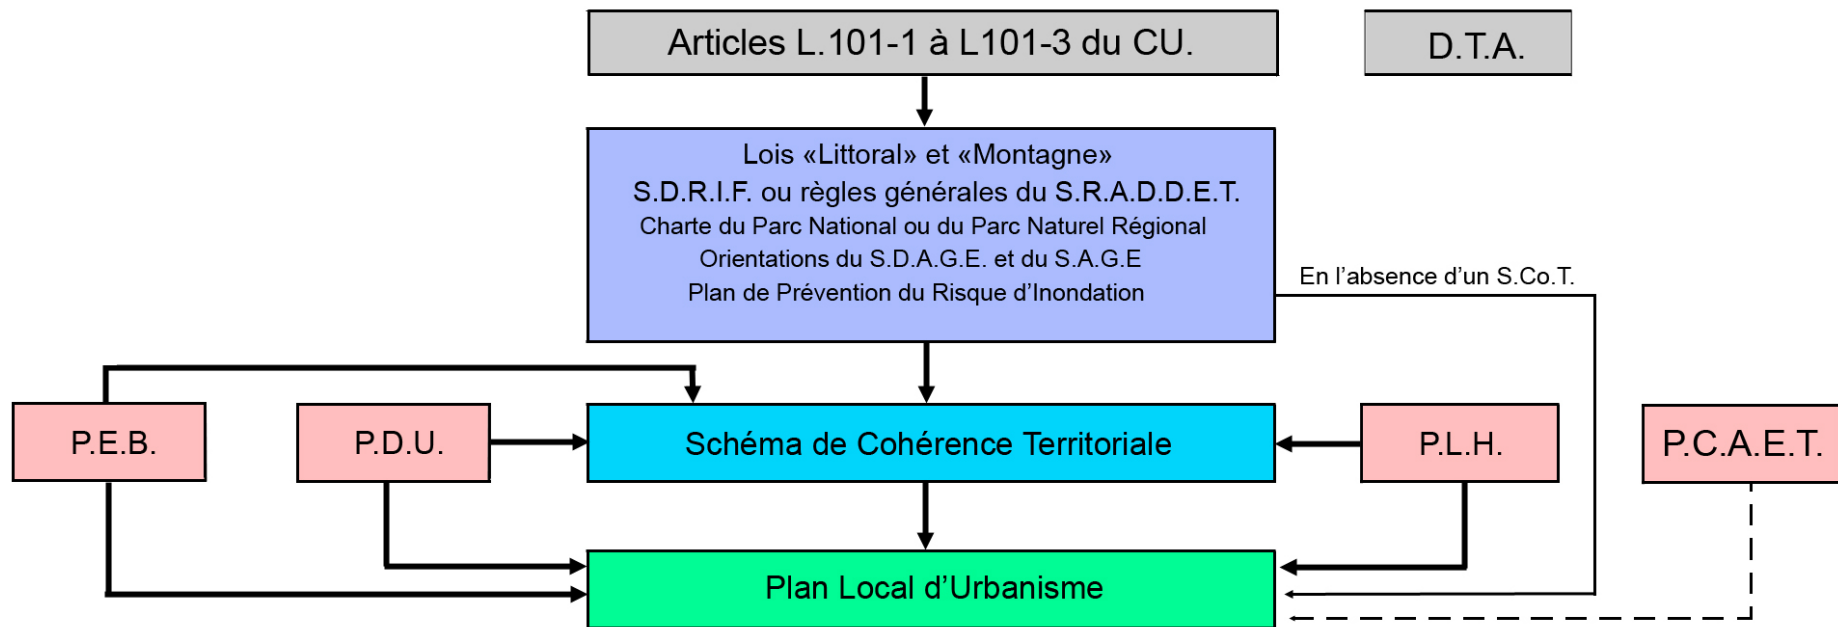 Articles L.101-1 à L101-3 du CU.
D.T.A.
Lois «Littoral» et «Montagne»
S.D.R.I.F. ou règles générales du S.R.A.D.D.E.T.
Charte du Parc National ou du Parc Naturel Régional
Orientations du S.D.A.G.E. et du S.A.G.E
Plan de Prévention du Risque d’Inondation
En l’absence d’un S.Co.T.
P.E.B.
P.D.U.
Schéma de Cohérence Territoriale
P.L.H.
P.C.A.E.T.
Plan Local d’Urbanisme